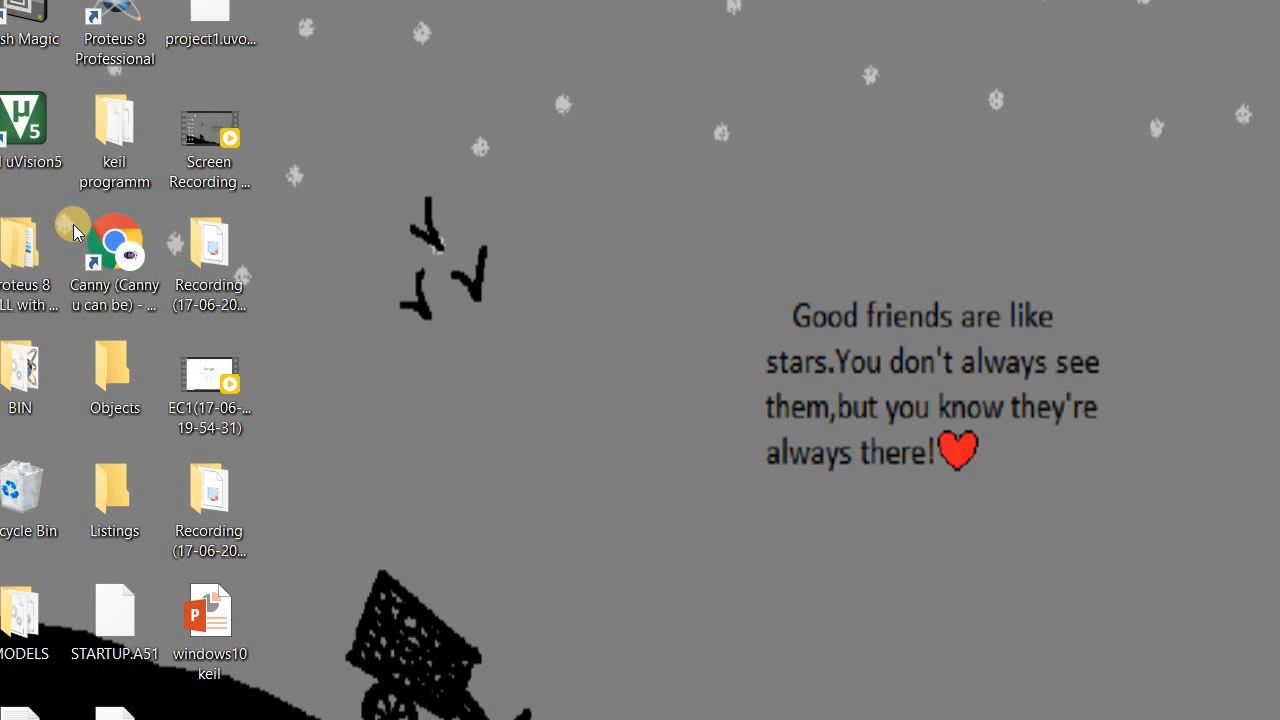 sh Magic
Proteus 8
Professional
project1.uvo...
uVision5
keil
programm
Screen
Recording ...
roteus 8
LL with ...
Canny (Canny
u can be) - ...
Recording
(17-06-20...
BIN
Objects
EC1(17-06-...
19-54-31)
cycle Bin
Listings
Recording
(17-06-20...
MODELS
STARTUP.A51
windows10
keil
Good friends are like
stars.You don't always see
them,but you know they're
always there!❤